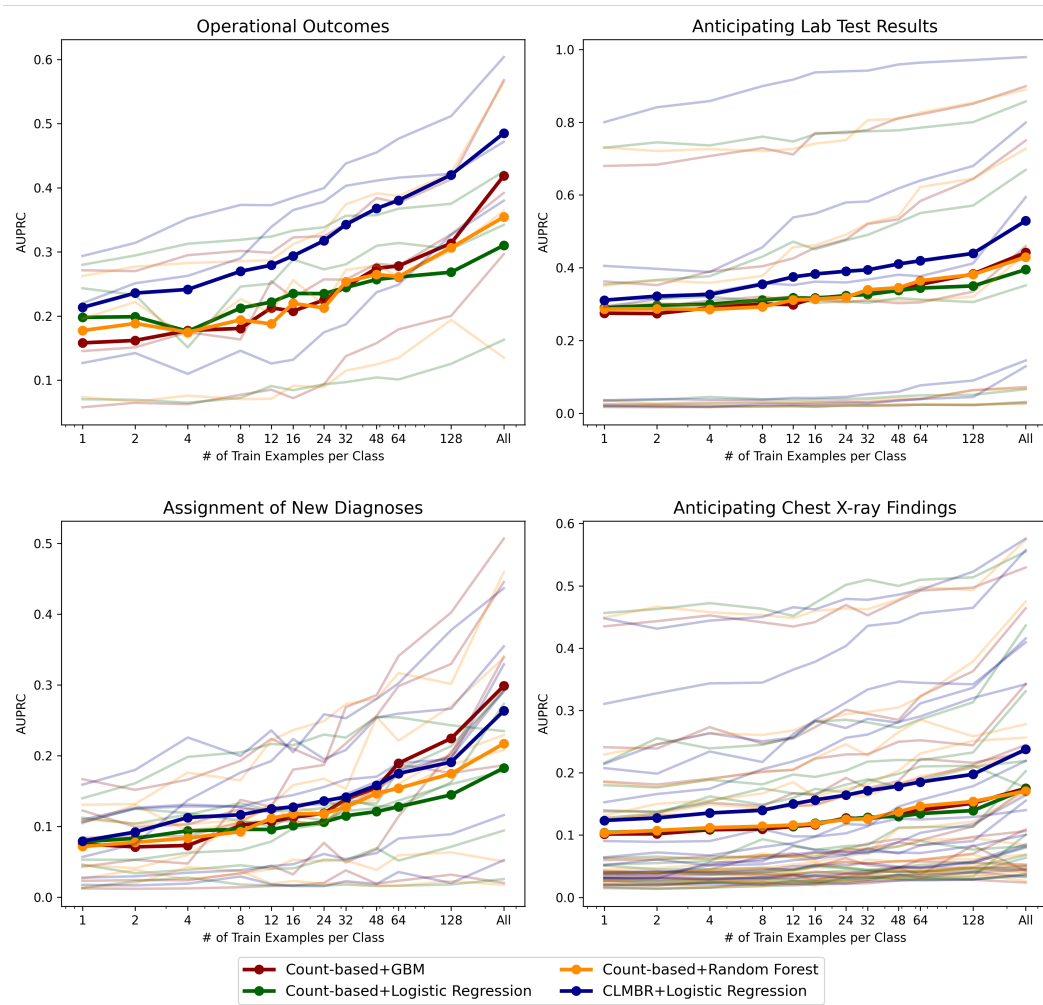 Operational Outcomes
Anticipating Lab Test Results
0.6
0.5
0.4
0.3
0.2
0.1
AUPRC
1 2 4 8 12 16 24 32 48 64 128 All
# of Train Examples per Class
1.0
0.8
0.6
0.4
0.2
0.0
AUPRC
1 2 4 8 12 16 24 32 48 64 128 All
# of Train Examples per Class
Assignment of New Diagnoses
Anticipating Chest X-ray Findings
0.5
0.4
0.3
0.2
0.1
0.0
AUPRC
1 2 4 8 12 16 24 32 48 64 128 All
# of Train Examples per Class
0.6
0.5
0.4
0.3
0.2
0.1
0.0
AUPRC
1 2 4 8 12 16 24 32 48 64 128 All
# of Train Examples per Class
Count-based+GBM
Count-based+Logistic Regression
Count-based+Random Forest
CLMBR+Logistic Regression